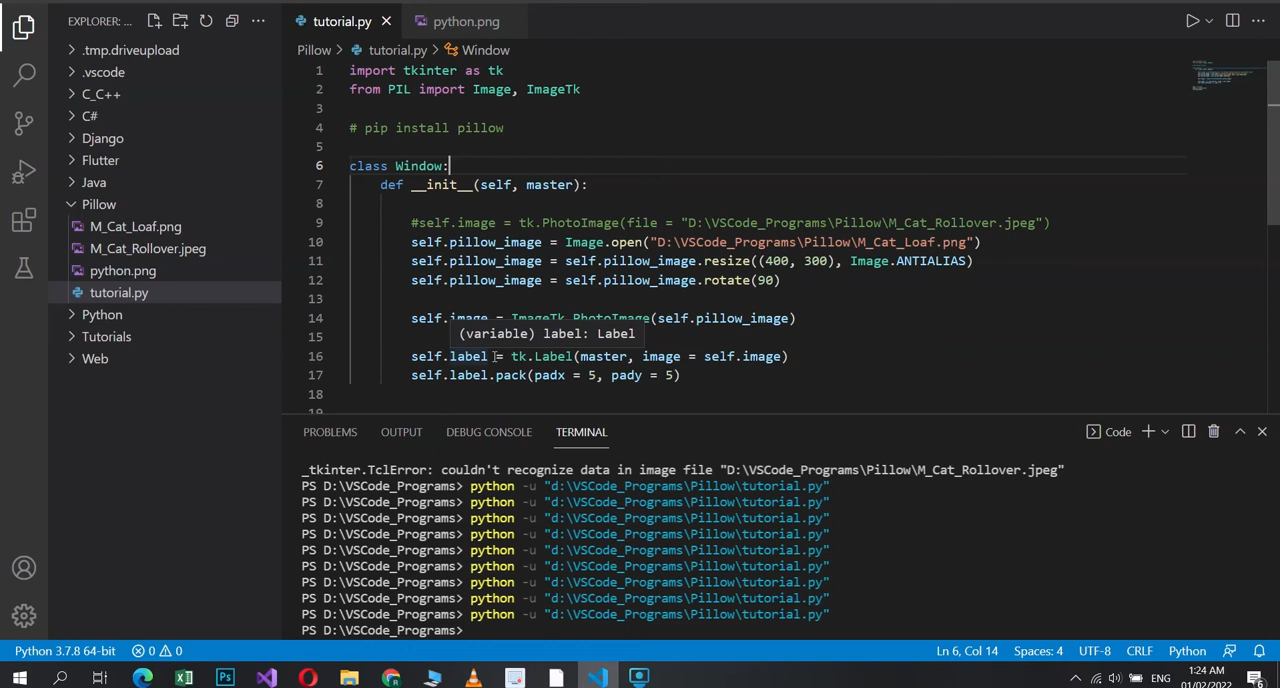 EXPLORER: ...
tutorial.py
python.png
.tmp.driveupload
.vscode
C_C++
C#
Django
Flutter
Java
Pillow
M_Cat_Loaf.png
M_Cat_Rollover.jpeg
python.png
tutorial.py
Python
Tutorials
Web
Pillow > tutorial.py > Window
1 import tkinter as tk
2 from PIL import Image, ImageTk
3
4 # pip install pillow
5
6 class Window:
7 def __init__(self, master):
8
9 #self.image = tk.PhotoImage(file = "D:\VSCode_Programs\Pillow\M_Cat_Rollover.jpeg")
10 self.pillow_image = Image.open("D:\VSCode_Programs\Pillow\M_Cat_Loaf.png")
11 self.pillow_image = self.pillow_image.resize((400, 300), Image.ANTIALIAS)
12 self.pillow_image = self.pillow_image.rotate(90)
13
14 self.image = ImageTk.PhotoImage(self.pillow_image)
15
(variable) label: Label
16 self.label = tk.Label(master, image = self.image)
17 self.label.pack(padx = 5, pady = 5)
18
19
PROBLEMS OUTPUT DEBUG CONSOLE TERMINAL
Code
_tkinter.TclError: couldn't recognize data in image file "D:\VSCode_Programs\Pillow\M_Cat_Rollover.jpeg"
PS D:\VSCode_Programs> python -u "d:\VSCode_Programs\Pillow\tutorial.py"
PS D:\VSCode_Programs> python -u "d:\VSCode_Programs\Pillow\tutorial.py"
PS D:\VSCode_Programs> python -u "d:\VSCode_Programs\Pillow\tutorial.py"
PS D:\VSCode_Programs> python -u "d:\VSCode_Programs\Pillow\tutorial.py"
PS D:\VSCode_Programs> python -u "d:\VSCode_Programs\Pillow\tutorial.py"
PS D:\VSCode_Programs> python -u "d:\VSCode_Programs\Pillow\tutorial.py"
PS D:\VSCode_Programs> python -u "d:\VSCode_Programs\Pillow\tutorial.py"
PS D:\VSCode_Programs> python -u "d:\VSCode_Programs\Pillow\tutorial.py"
PS D:\VSCode_Programs> python -u "d:\VSCode_Programs\Pillow\tutorial.py"
PS D:\VSCode_Programs>
Python 3.7.8 64-bit 0 0 Ln 6, Col 14 Spaces: 4 UTF-8 CRLF Python
Ps
ENG
1:24 AM
01/02/2022
6